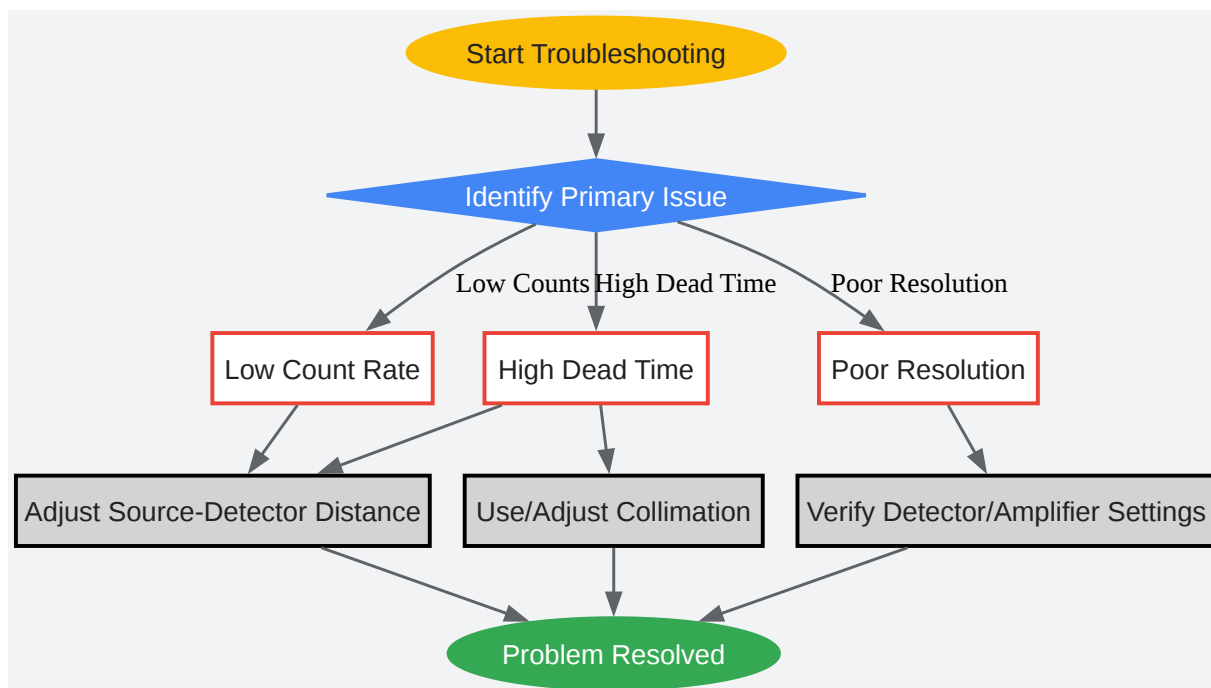 Start Troubleshooting
Identify Primary Issue
Low Counts
High Dead Time
Poor Resolution
Low Count Rate
High Dead Time
Poor Resolution
Adjust Source-Detector Distance
Use/Adjust Collimation
Verify Detector/Amplifier Settings
Problem Resolved